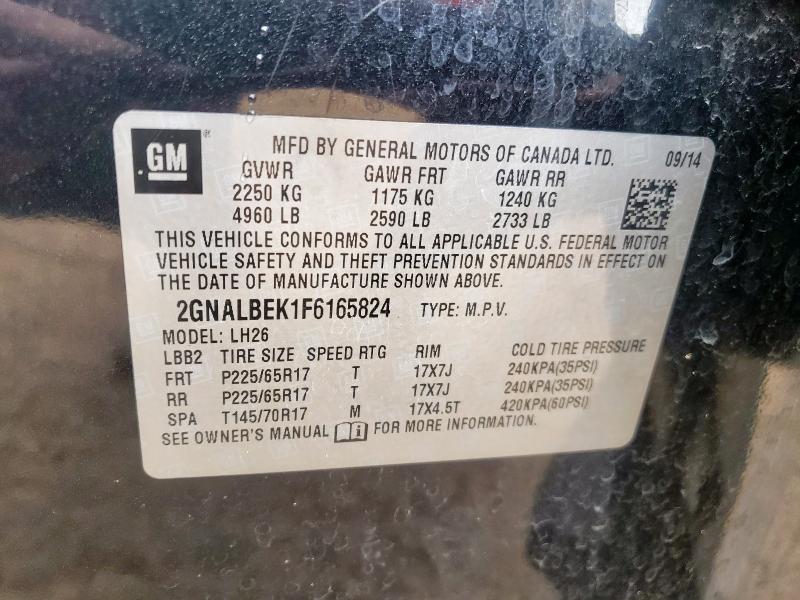 GM ® MFD BY GENERAL MOTORS OF CANADA LTD. 09/14
GVWR GAWR FRT GAWR RR
2250 KG 1175 KG 1240 KG
4960 LB 2590 LB 2733 LB
THIS VEHICLE CONFORMS TO ALL APPLICABLE U.S. FEDERAL MOTOR
VEHICLE SAFETY AND THEFT PREVENTION STANDARDS IN EFFECT ON
THE DATE OF MANUFACTURE SHOWN ABOVE.
2GNALBEK1F6165824 TYPE: M.P.V.
MODEL: LH26
LBB2 TIRE SIZE SPEED RTG RIM COLD TIRE PRESSURE
FRT P225/65R17 T 17X7J 240KPA(35PSI)
RR P225/65R17 T 17X7J 240KPA(35PSI)
SPA T145/70R17 M 17X4.5T 420KPA(60PSI)
SEE OWNER'S MANUAL i FOR MORE INFORMATION.